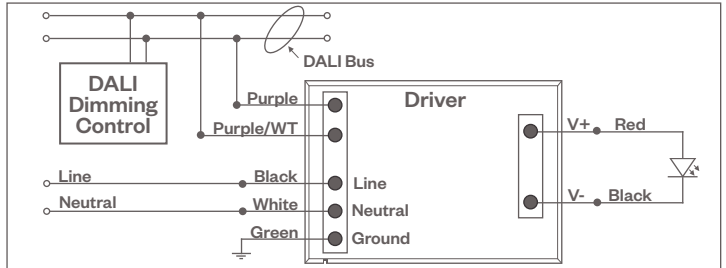 DALI Bus
DALI
Dimming
Control
Driver
Purple
Purple/WT
V+ Red
Line Black Line
Neutral White Neutral
V- Black
Green Ground